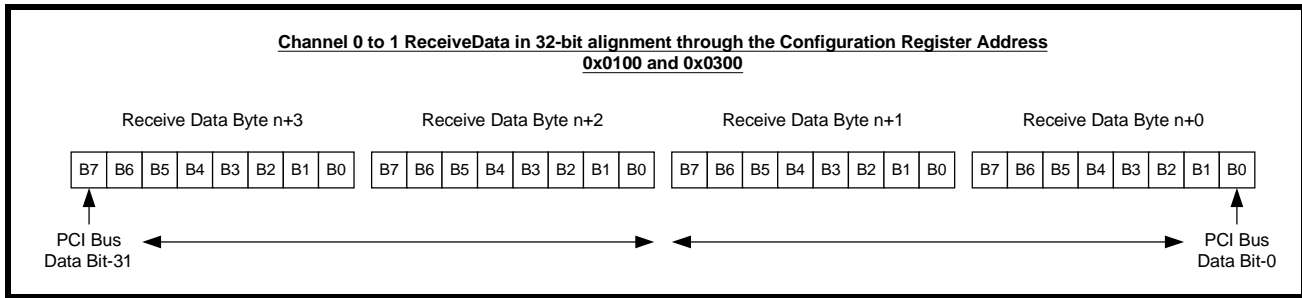 Channel 0 to 1 ReceiveData in 32-bit alignment through the Configuration Register Address
0x0100 and 0x0300
Receive Data Byte n+3 Receive Data Byte n+2 Receive Data Byte n+1 Receive Data Byte n+0
B7 B6 B5 B4 B3 B2 B1 B0 B7 B6 B5 B4 B3 B2 B1 B0 B7 B6 B5 B4 B3 B2 B1 B0 B7 B6 B5 B4 B3 B2 B1 B0
PCI Bus PCI Bus
Data Bit-31 Data Bit-0